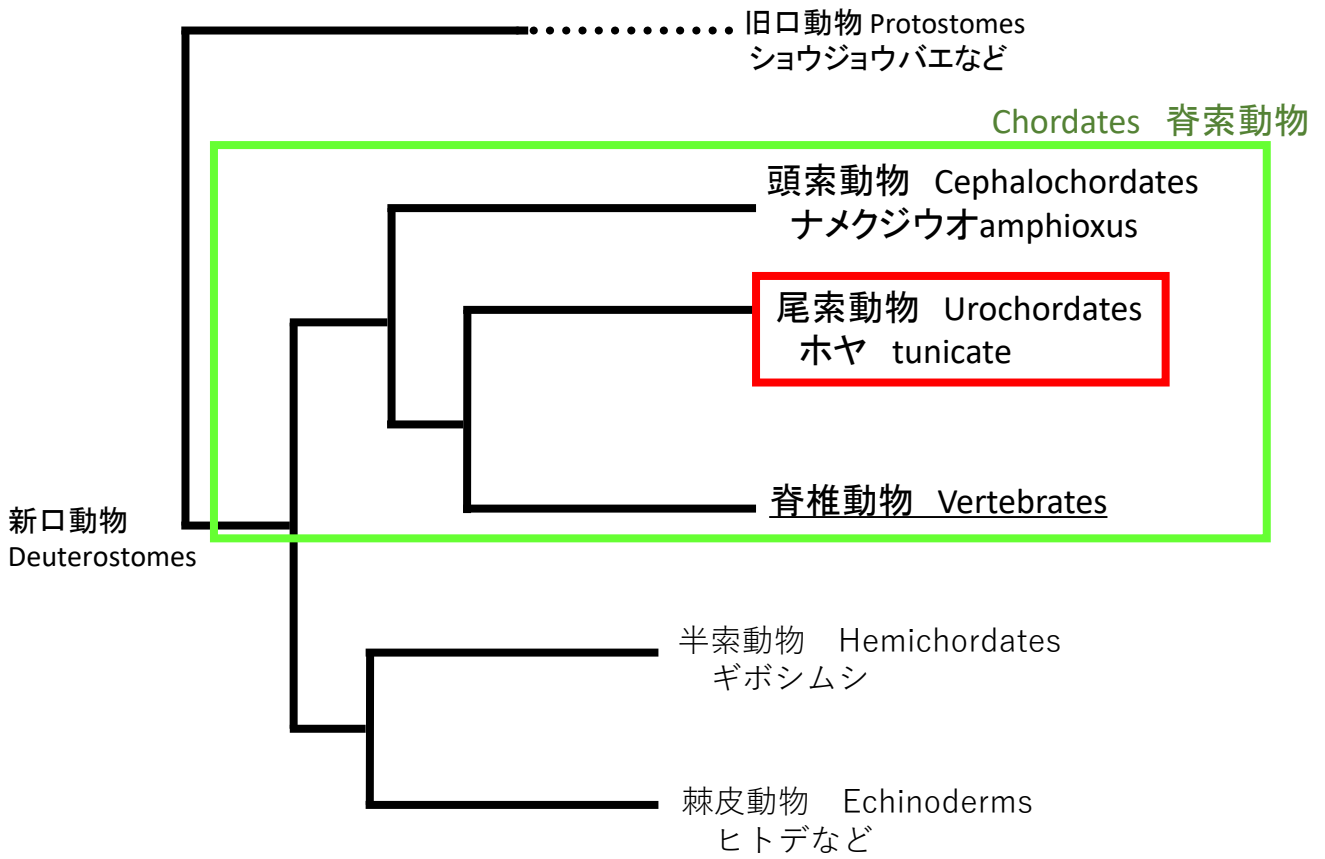 旧口動物 Protostomes
ショウジョウバエなど
Chordates 脊索動物
頭索動物 Cephalochordates
ナメクジウオamphioxus
尾索動物 Urochordates
ホヤ tunicate
脊椎動物 Vertebrates
新口動物
Deuterostomes
半索動物 Hemichordates
ギボシムシ
棘皮動物 Echinoderms
ヒトデなど